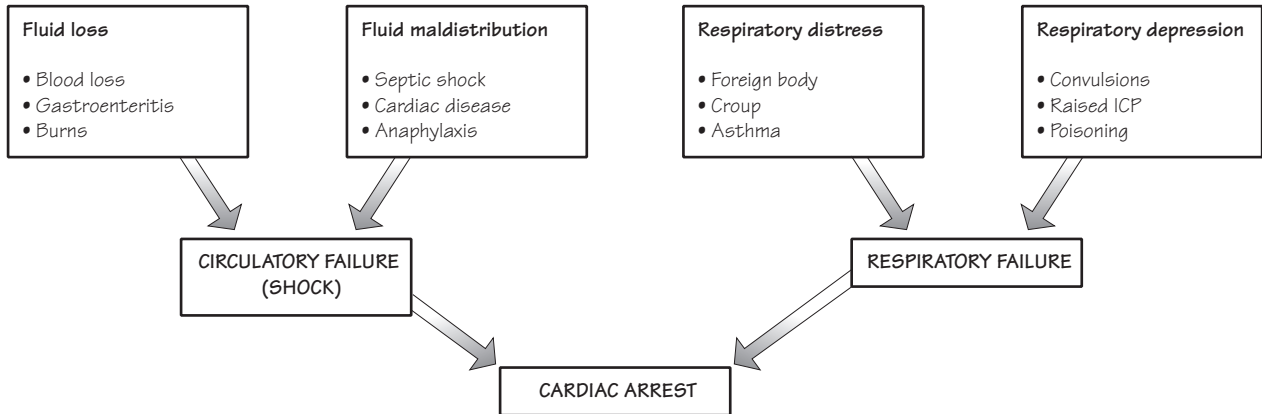 Fluid loss
• Blood loss
• Gastroenteritis
• Burns
Fluid maldistribution
• Septic shock
• Cardiac disease
• Anaphylaxis
Respiratory distress
• Foreign body
• Croup
• Asthma
Respiratory depression
• Convulsions
• Raised ICP
• Poisoning
CIRCULATORY FAILURE
(SHOCK)
RESPIRATORY FAILURE
CARDIAC ARREST